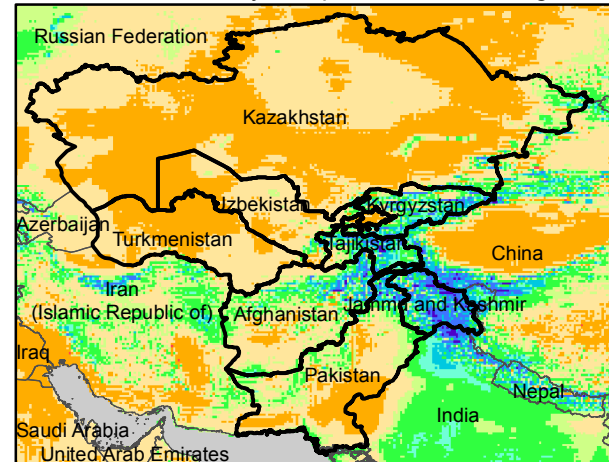 Russian Federation
Kazakhstan
Izbekistan
Kyrgyzstan
Azerbaijan
Turkmenistan
Tajikistan
China
Iran
(Islamic Republic of)
Afghanistan
Jammu and Kashmir
Iraq
Pakistan
Nepal
India
Saudi Arabia
United Arab Emirates